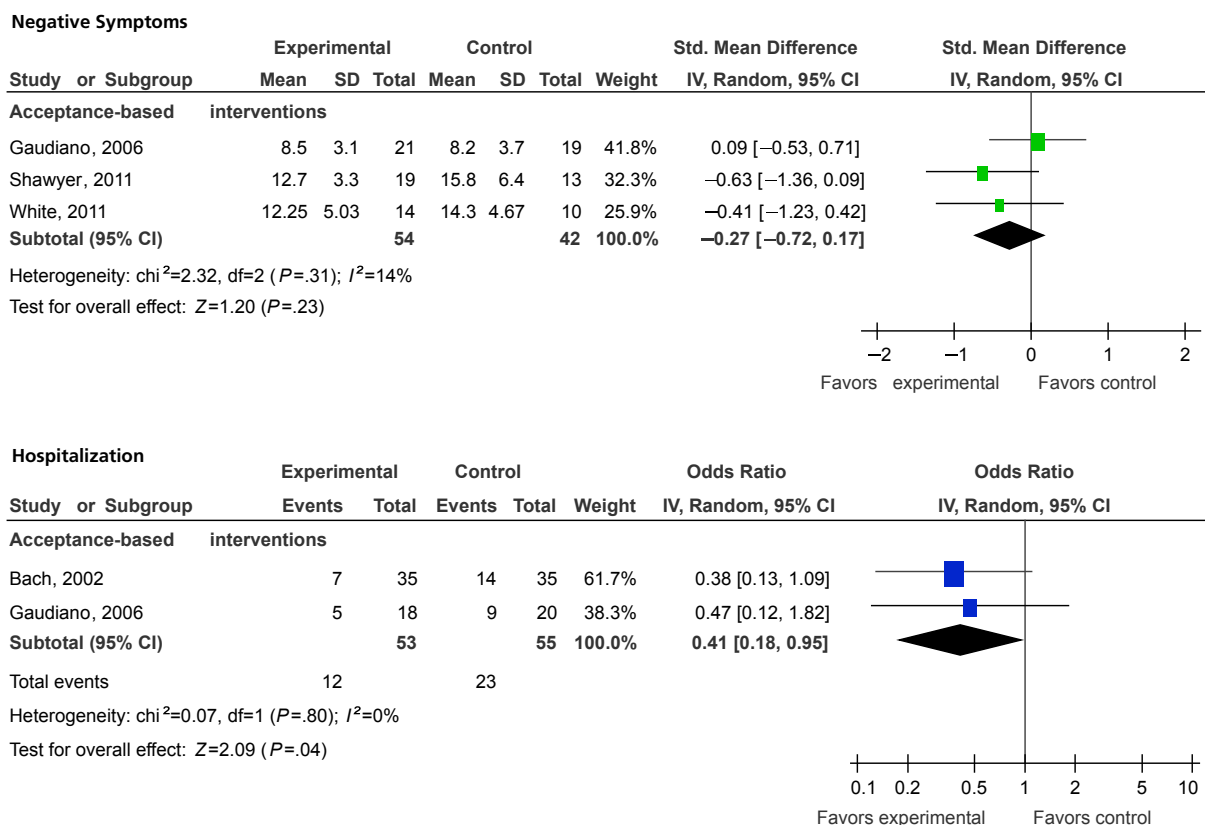 Negative Symptoms
Experimental Control Std. Mean Difference Std. Mean Difference
Study or Subgroup Mean SD Total Mean SD Total Weight IV, Random, 95% CI IV, Random, 95% CI
Acceptance-based interventions
Gaudiano, 2006 8.5 3.1 21 8.2 3.7 19 41.8% 0.09 [−0.53, 0.71]
Shawyer, 2011 12.7 3.3 19 15.8 6.4 13 32.3% −0.63 [−1.36, 0.09]
White, 2011 12.25 5.03 14 14.3 4.67 10 25.9% −0.41 [−1.23, 0.42]
Subtotal (95% CI) 54 42 100.0% −0.27 [−0.72, 0.17]
Heterogeneity: chi²=2.32, df=2 (P=.31); I²=14%
Test for overall effect: Z=1.20 (P=.23)
−2 −1 0 1 2
Favors experimental Favors control
Hospitalization
Experimental Control Odds Ratio Odds Ratio
Study or Subgroup Events Total Events Total Weight IV, Random, 95% CI IV, Random, 95% CI
Acceptance-based interventions
Bach, 2002 7 35 14 35 61.7% 0.38 [0.13, 1.09]
Gaudiano, 2006 5 18 9 20 38.3% 0.47 [0.12, 1.82]
Subtotal (95% CI) 53 55 100.0% 0.41 [0.18, 0.95]
Total events 12 23
Heterogeneity: chi²=0.07, df=1 (P=.80); I²=0%
Test for overall effect: Z=2.09 (P=.04)
0.1 0.2 0.5 1 2 5 10
Favors experimental Favors control